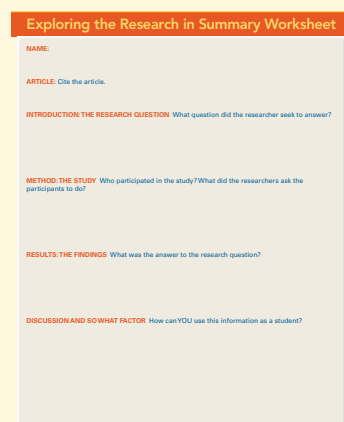 Exploring the Research in Summary Worksheet
NAME:
ARTICLE: Cite the article.
INTRODUCTION: THE RESEARCH QUESTION What question did the researcher seek to answer?
METHOD: THE STUDY Who participated in the study? What did the researchers ask the
participants to do?
RESULTS: THE FINDINGS What was the answer to the research question?
DISCUSSION AND SO WHAT FACTOR How can YOU use this information as a student?